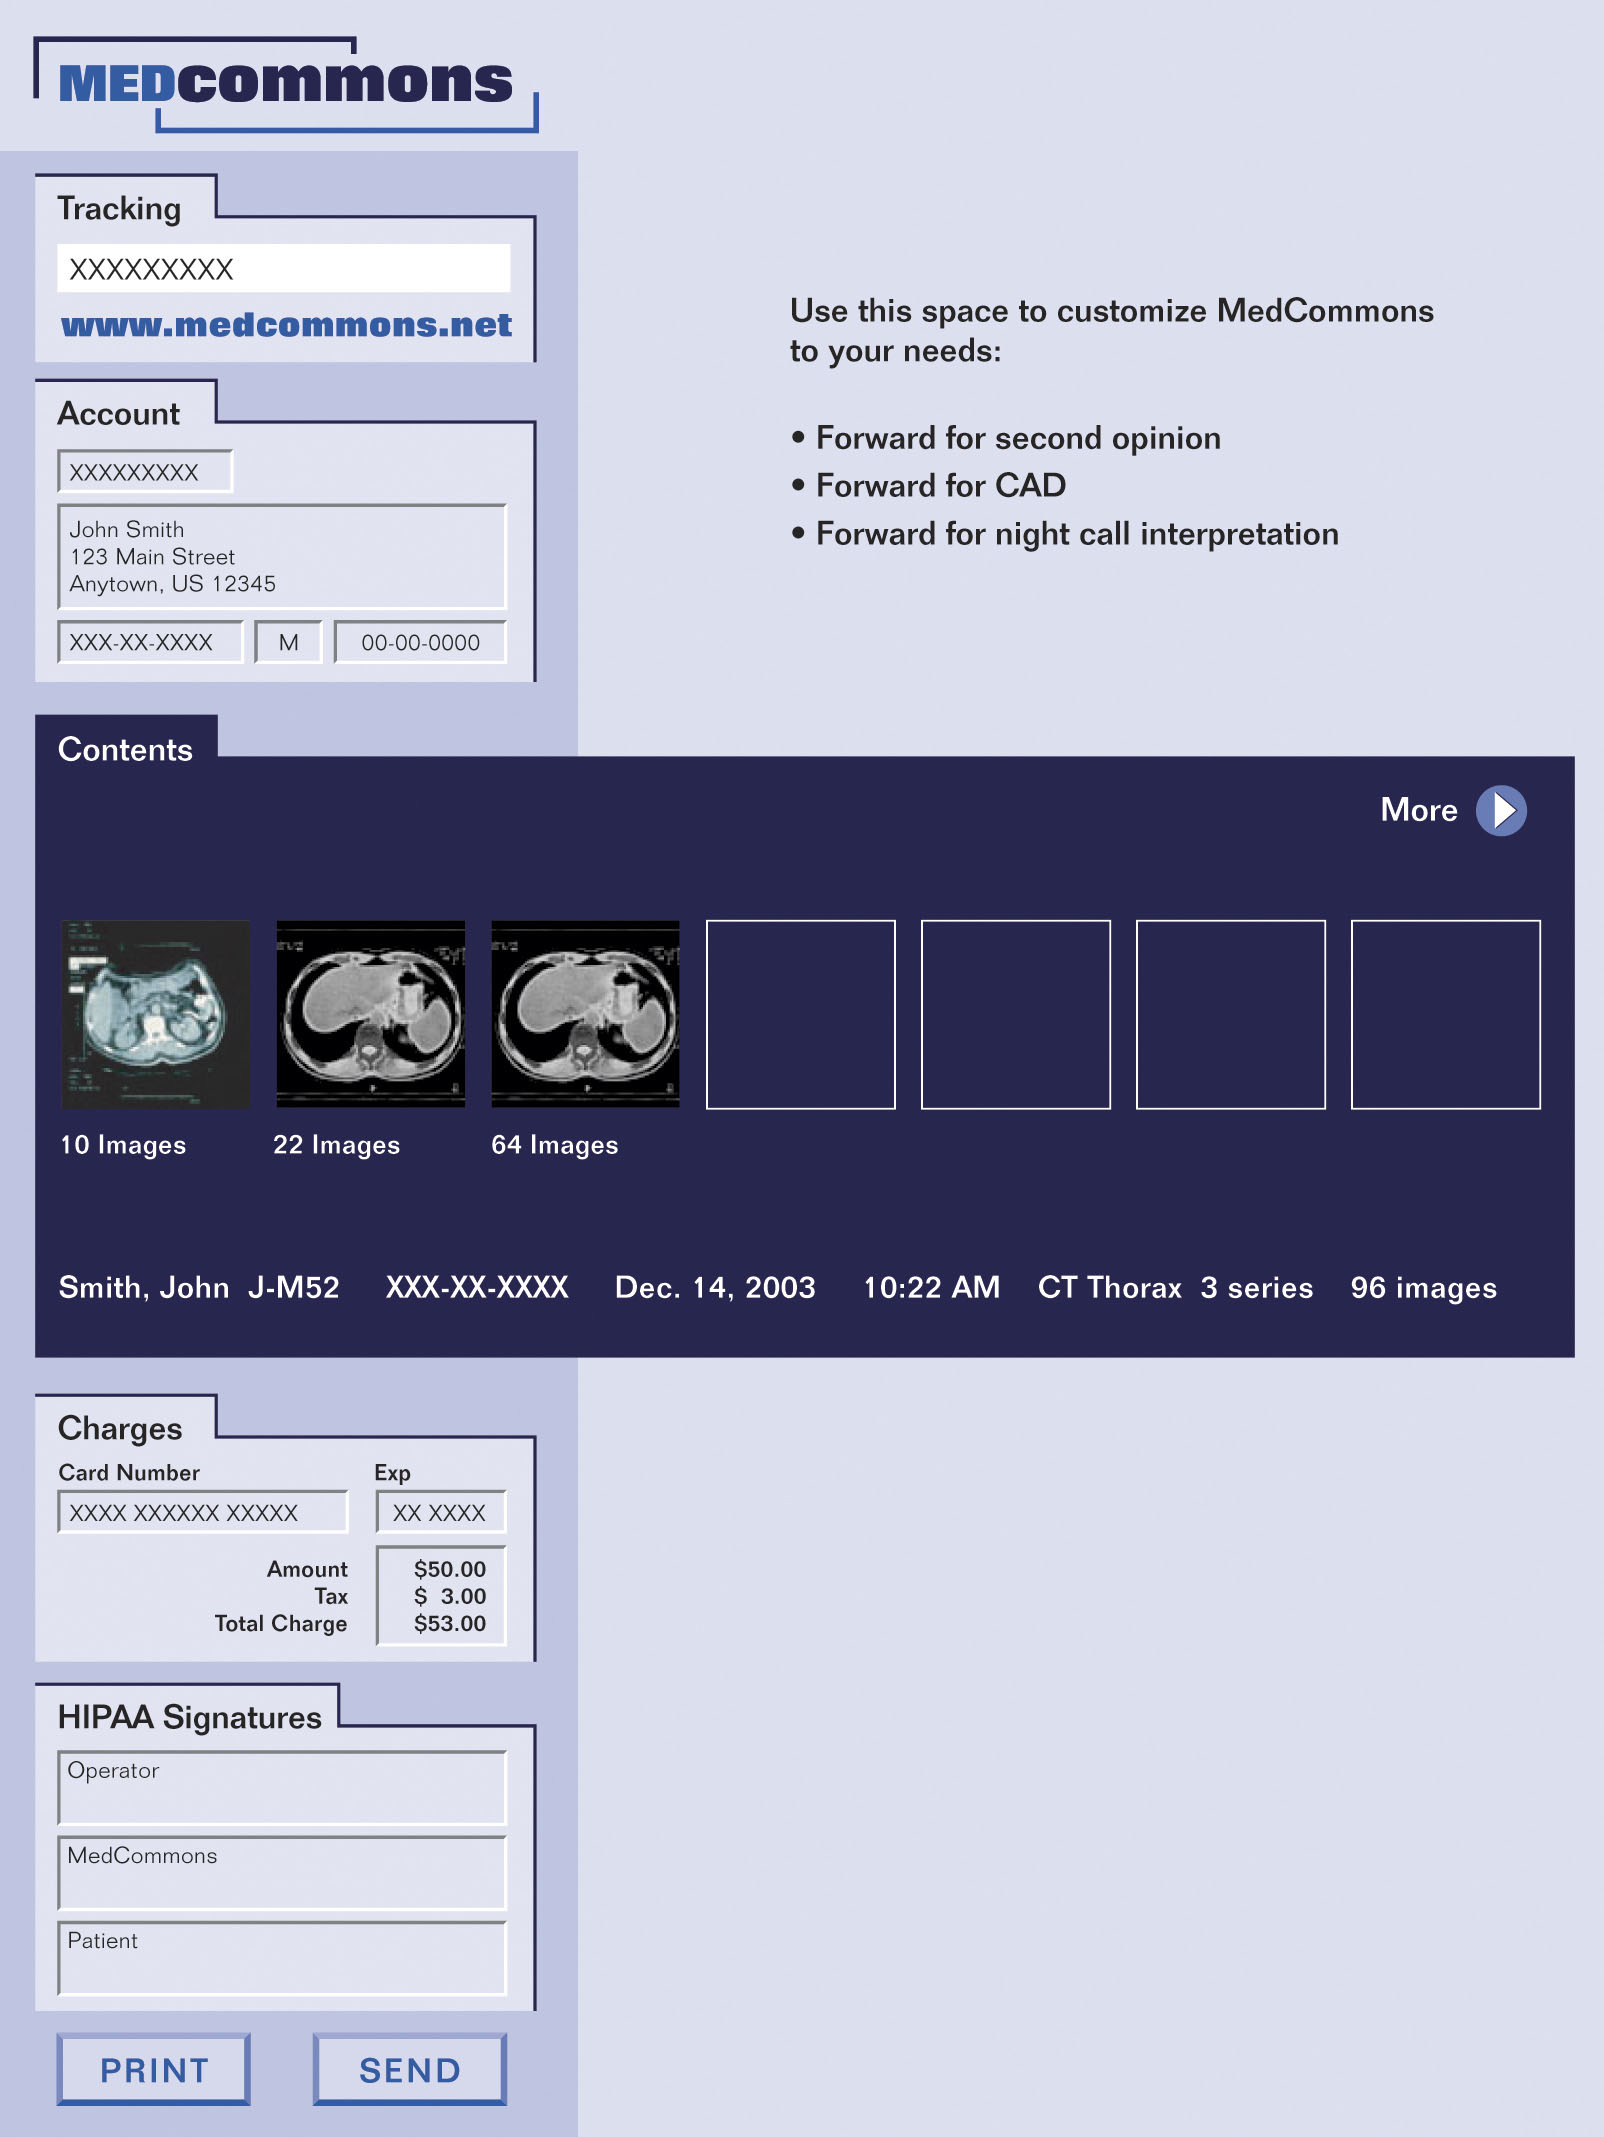 MEDcommons
Tracking
XXXXXXXXX
www.medcommons.net
Use this space to customize MedCommons
to your needs:
• Forward for second opinion
• Forward for CAD
• Forward for night call interpretation
Account
XXXXXXXXX
John Smith
123 Main Street
Anytown, US 12345
XXX-XX-XXXX M 00-00-0000
Contents
More
10 Images 22 Images 64 Images
Smith, John J-M52 XXX-XX-XXXX Dec. 14, 2003 10:22 AM CT Thorax 3 series 96 images
Charges
Card Number Exp
XXXX XXXXXX XXXXX XX XXXX
Amount $50.00
Tax $ 3.00
Total Charge $53.00
HIPAA Signatures
Operator
MedCommons
Patient
PRINT SEND